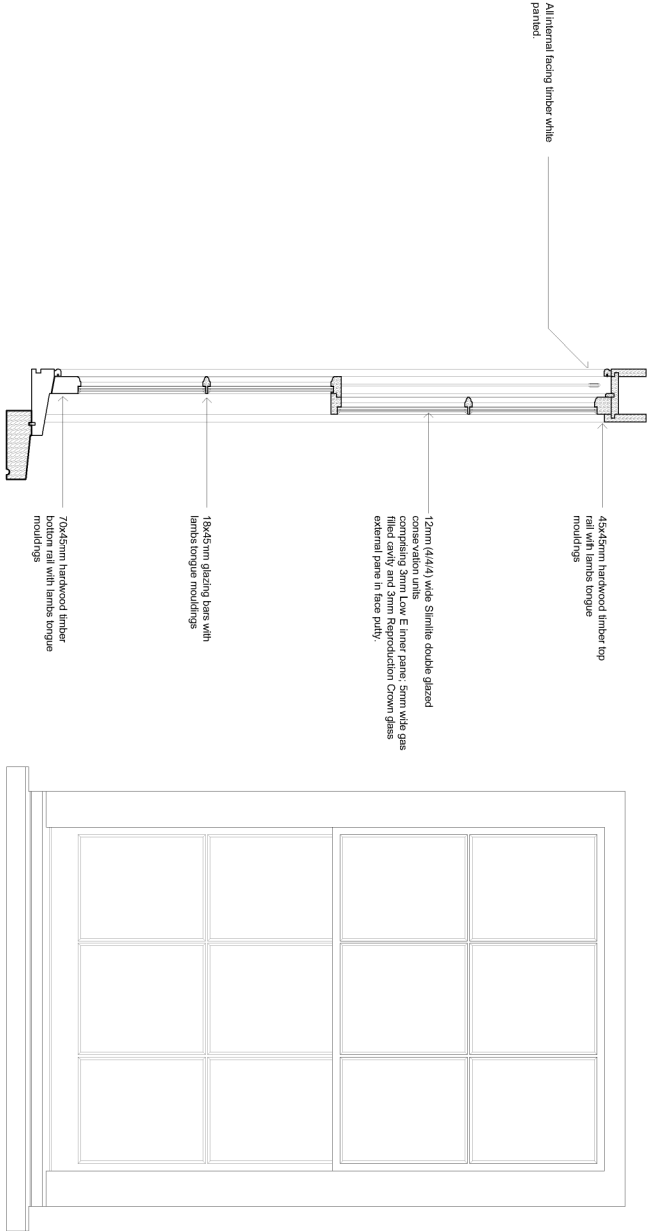 All internal facing timber white
panted.
45x45mm hardwood timber top
rail with lambs tongue
mouldngs
12mm (4/4/4) wide Slimlite double glazed
conservation units
comprising 3mm Low E inner pane; 5mm wide gas
filled cavity and 3mm Reproduction Crown glass
external pane in face putty.
18x45mm glazing bars with
lambs tongue mouldings
70x45mm hardwood timber
bottom rail with lambs tongue
mouldngs